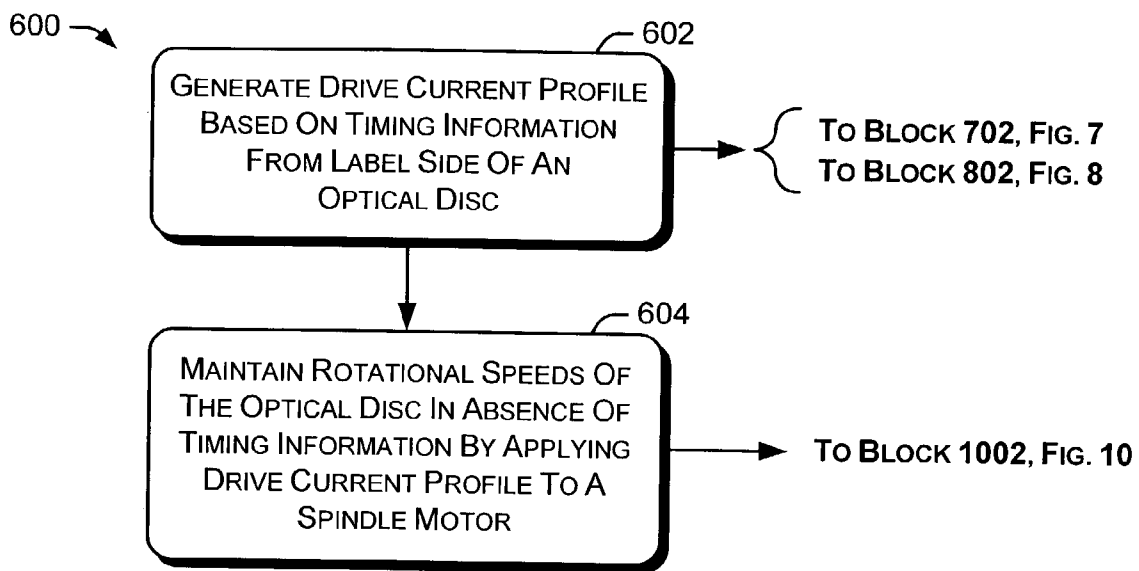 600
602
GENERATE DRIVE CURRENT PROFILE
BASED ON TIMING INFORMATION
FROM LABEL SIDE OF AN
OPTICAL DISC
TO BLOCK 702, FIG. 7
TO BLOCK 802, FIG. 8
604
MAINTAIN ROTATIONAL SPEEDS OF
THE OPTICAL DISC IN ABSENCE OF
TIMING INFORMATION BY APPLYING
DRIVE CURRENT PROFILE TO A
SPINDLE MOTOR
TO BLOCK 1002, FIG. 10